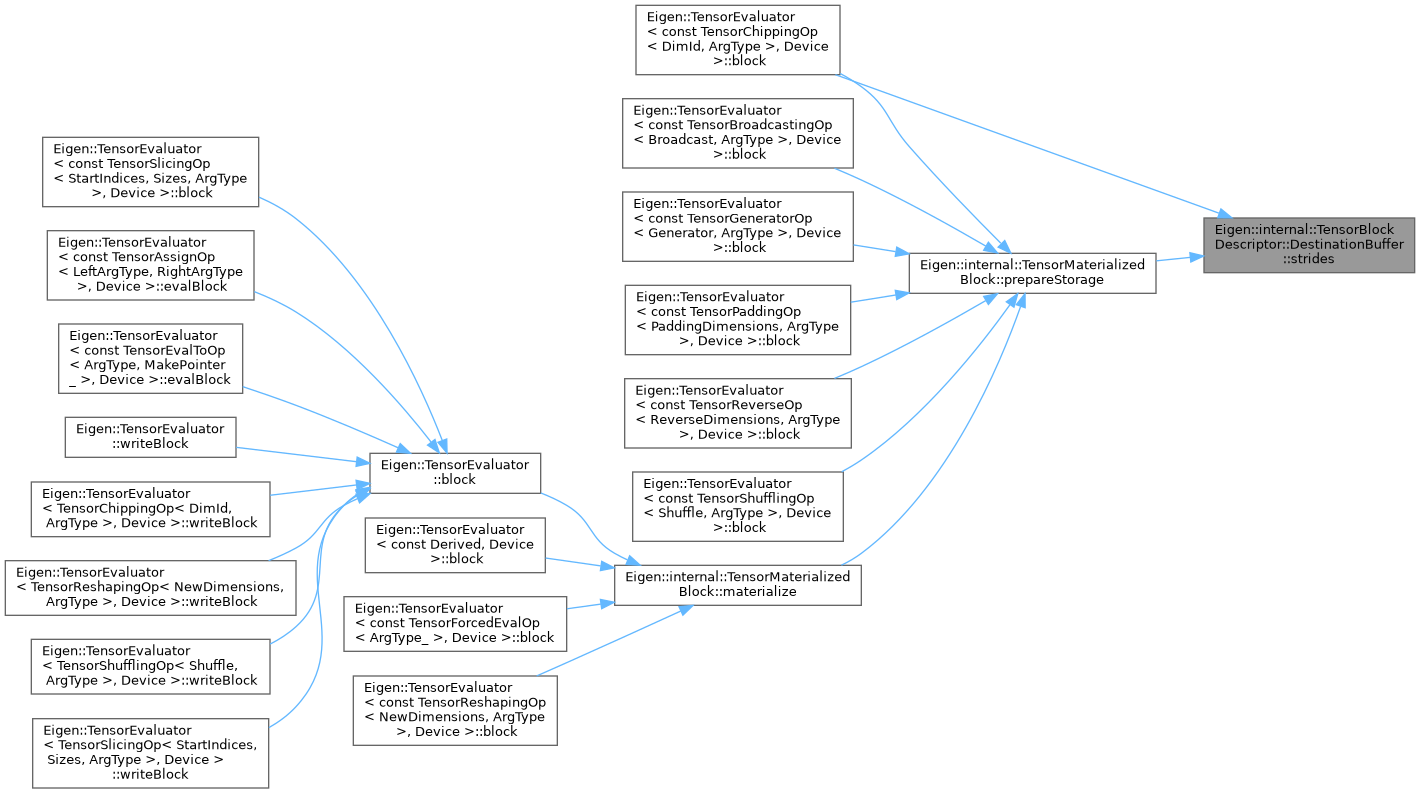 Eigen::TensorEvaluator
< const TensorChippingOp
< DimId, ArgType >, Device
>::block
Eigen::TensorEvaluator
< const TensorBroadcastingOp
< Broadcast, ArgType >, Device
>::block
Eigen::TensorEvaluator
< const TensorSlicingOp
< StartIndices, Sizes, ArgType
>, Device >::block
Eigen::TensorEvaluator
< const TensorGeneratorOp
< Generator, ArgType >, Device
>::block
Eigen::internal::TensorBlock
Descriptor::DestinationBuffer
::strides
Eigen::TensorEvaluator
< const TensorAssignOp
< LeftArgType, RightArgType
>, Device >::evalBlock
Eigen::internal::TensorMaterialized
Block::prepareStorage
Eigen::TensorEvaluator
< const TensorPaddingOp
< PaddingDimensions, ArgType
>, Device >::block
Eigen::TensorEvaluator
< const TensorEvalToOp
< ArgType, MakePointer
_ >, Device >::evalBlock
Eigen::TensorEvaluator
< const TensorReverseOp
< ReverseDimensions, ArgType
>, Device >::block
Eigen::TensorEvaluator
::writeBlock
Eigen::TensorEvaluator
::block
Eigen::TensorEvaluator
< const TensorShufflingOp
< Shuffle, ArgType >, Device
>::block
Eigen::TensorEvaluator
< TensorChippingOp< DimId,
ArgType >, Device >::writeBlock
Eigen::TensorEvaluator
< const Derived, Device
>::block
Eigen::TensorEvaluator
< TensorReshapingOp< NewDimensions,
ArgType >, Device >::writeBlock
Eigen::internal::TensorMaterialized
Block::materialize
Eigen::TensorEvaluator
< const TensorForcedEvalOp
< ArgType_ >, Device >::block
Eigen::TensorEvaluator
< TensorShufflingOp< Shuffle,
ArgType >, Device >::writeBlock
Eigen::TensorEvaluator
< const TensorReshapingOp
< NewDimensions, ArgType
>, Device >::block
Eigen::TensorEvaluator
< TensorSlicingOp< StartIndices,
Sizes, ArgType >, Device >
::writeBlock